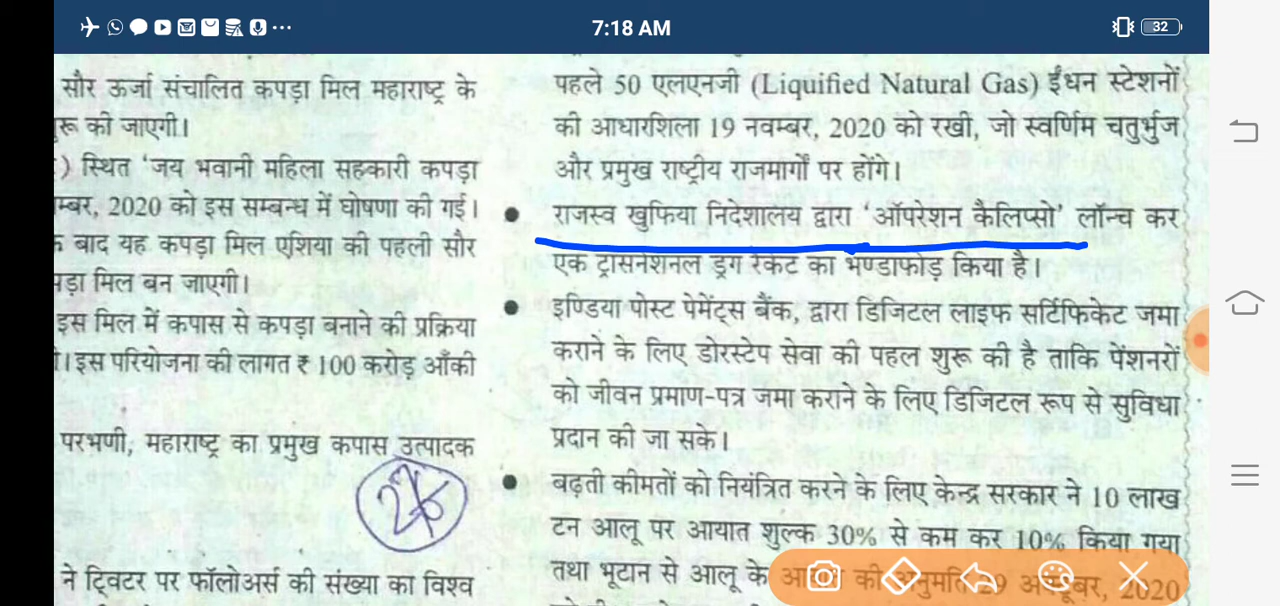 7:18 AM
32
सौर ऊर्जा संचालित कपड़ा मिल महाराष्ट्र के
की जाएगी।
स्थित 'जय भवानी महिला सहकारी कपड़ा
2020 को इस सम्बन्ध में घोषणा की गई।
बाद यह कपड़ा मिल एशिया की पहली सौर
मिल बन जाएगी।
इस मिल में कपास से कपड़ा बनाने की प्रक्रिया
इस परियोजना की लागत ₹ 100 करोड़ आँकी
परभणी, महाराष्ट्र का प्रमुख कपास उत्पादक
ने ट्विटर पर फॉलोअर्स की संख्या का विश्व
पहले 50 एलएनजी (Liquified Natural Gas) ईंधन स्टेशनों
की आधारशिला 19 नवम्बर, 2020 को रखी, जो स्वर्णिम चतुर्भुज
और प्रमुख राष्ट्रीय राजमार्गों पर होंगे।
● राजस्व खुफिया निदेशालय द्वारा 'ऑपरेशन कैलिप्सो' लॉन्च कर
एक ट्रांसनेशनल ड्रग रैकेट का भण्डाफोड़ किया है।
● इण्डिया पोस्ट पेमेंट्स बैंक, द्वारा डिजिटल लाइफ सर्टिफिकेट जमा
कराने के लिए डोरस्टेप सेवा की पहल शुरू की है ताकि पेंशनरों
को जीवन प्रमाण-पत्र जमा कराने के लिए डिजिटल रूप से सुविधा
प्रदान की जा सके।
● बढ़ती कीमतों को नियंत्रित करने के लिए केन्द्र सरकार ने 10 लाख
टन आलू पर आयात शुल्क 30% से कम कर 10% किया गया
तथा भूटान से आलू के की अनुमति 29 अक्टूबर, 2020